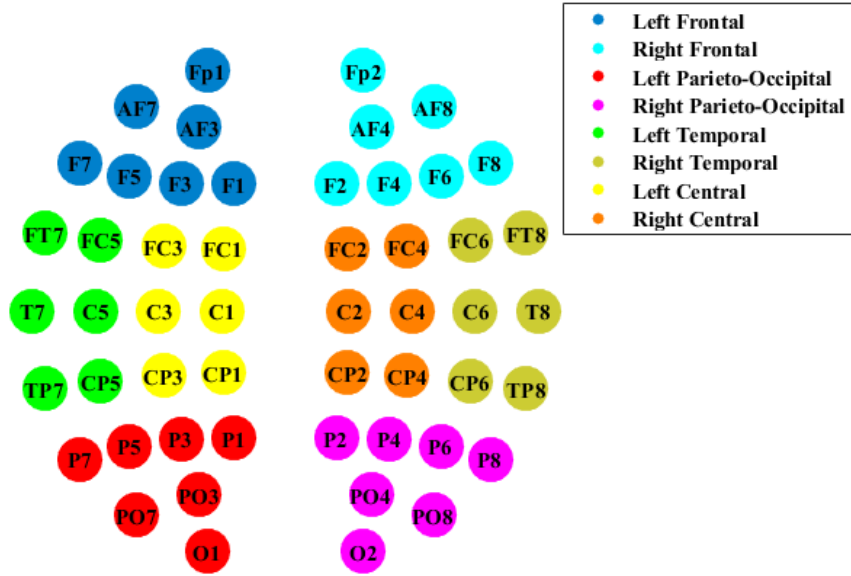 Left Frontal
Right Frontal
Left Parieto-Occipital
Right Parieto-Occipital
Left Temporal
Right Temporal
Left Central
Right Central
Fp1 Fp2
AF7 AF8
AF3 AF4
F7 F5 F3 F1 F2 F4 F6 F8
FT7 FC5 FC3 FC1 FC2 FC4 FC6 FT8
T7 C5 C3 C1 C2 C4 C6 T8
TP7 CP5 CP3 CP1 CP2 CP4 CP6 TP8
P7 P5 P3 P1 P2 P4 P6 P8
PO3 PO4
PO7 PO8
O1 O2